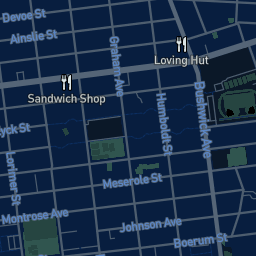 Devoe St
Ainslie St
Graham Ave
Loving Hut
Sandwich Shop
Humboldt St
Bushwick Ave
Lorimer St
Meserole St
Montrose Ave
Johnson Ave
Boerum St